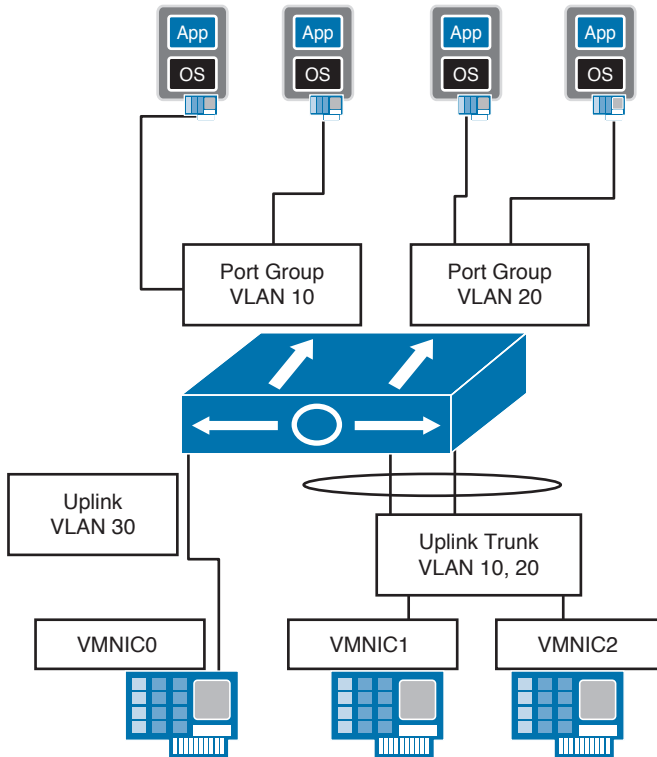 App
App
App
App
OS
OS
OS
OS
Port Group
VLAN 10
Port Group
VLAN 20
Uplink
VLAN 30
Uplink Trunk
VLAN 10, 20
VMNIC0
VMNIC1
VMNIC2